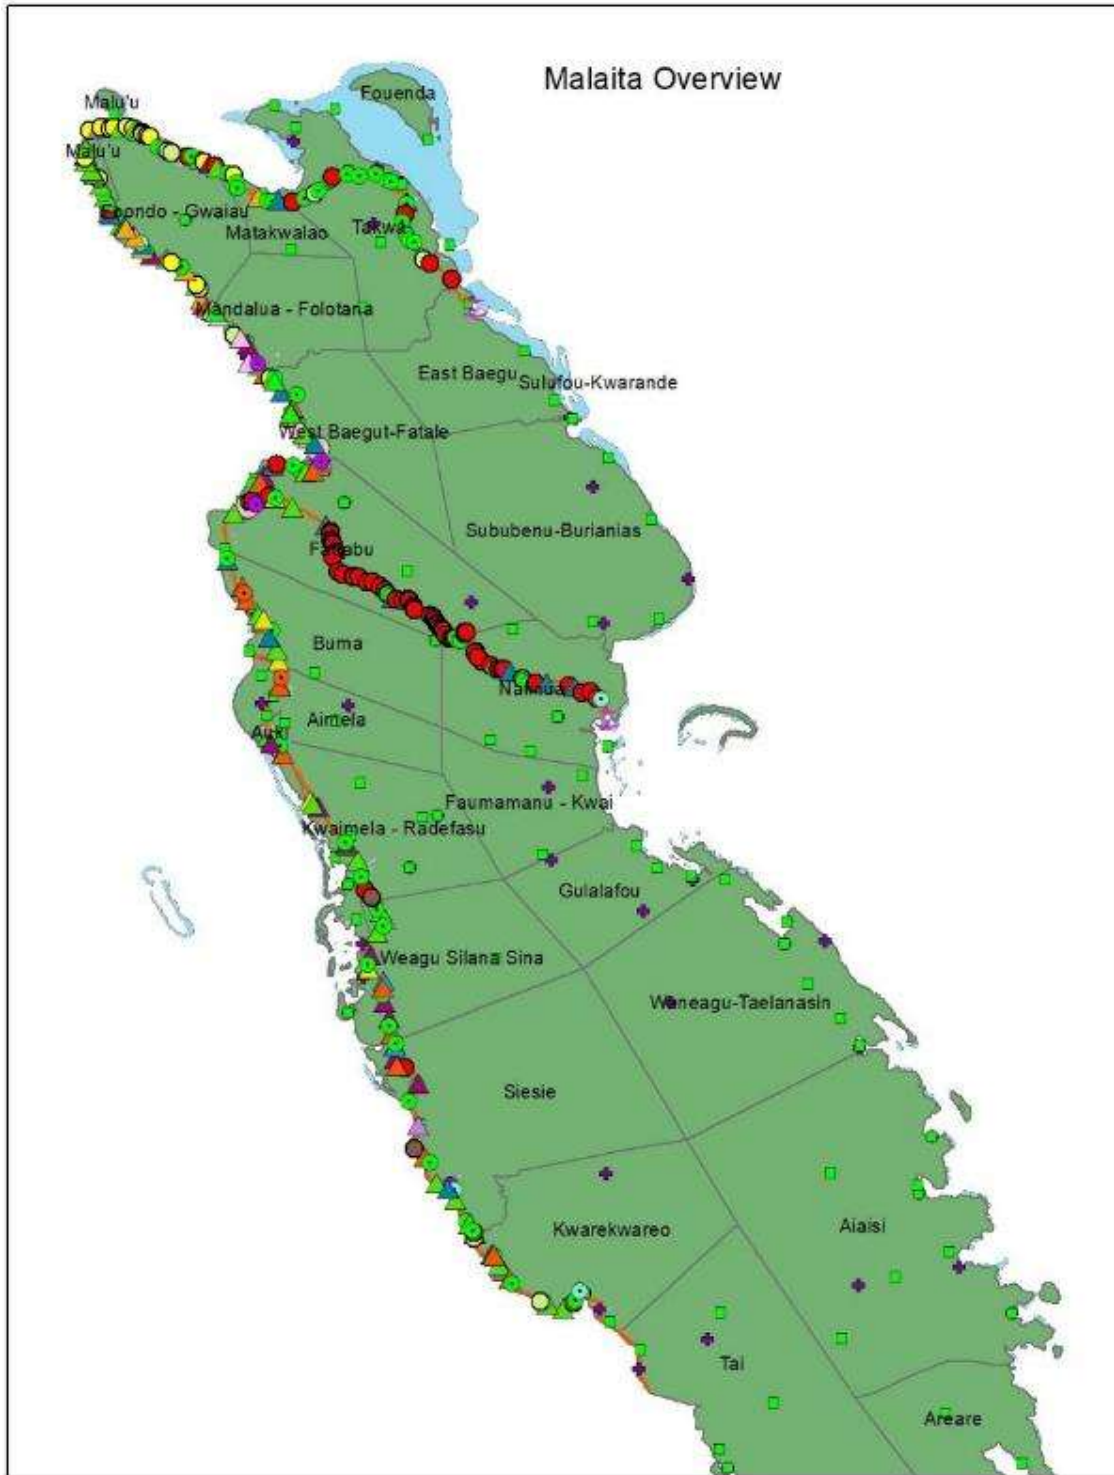 Malaita Overview
Fouenda
Malu'u
Malu'u
Gwaiau
Matakwalao
Takwa
Mandalua - Folotana
East Baegu
Sulufou-Kwarande
West Baegut-Fatale
Sububenu-Burianias
Buma
Aimela
Auki
Faumamanu - Kwai
Kwaimela - Radefasu
Gulalafou
Weagu Silana Sina
Waneagu-Taelanasin
Siesie
Kwarekwareo
Aiaisi
Tai
Areare